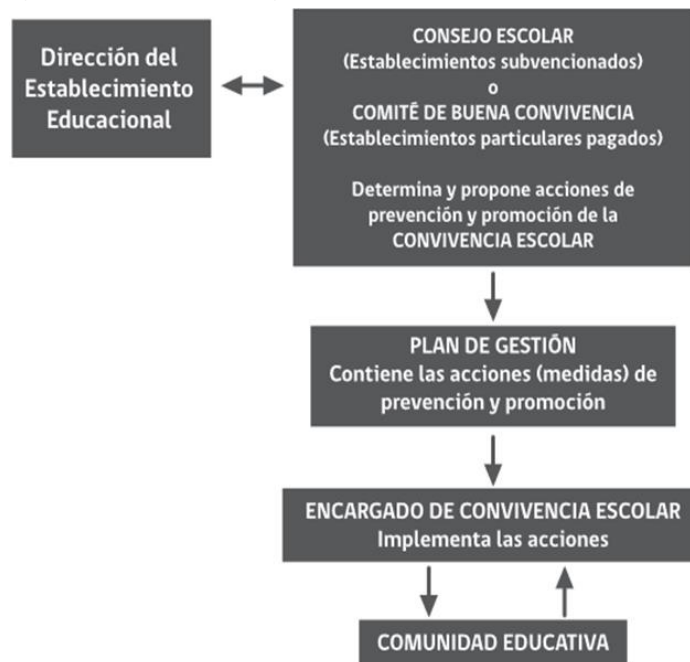 Dirección del
Establecimiento
Educacional
CONSEJO ESCOLAR
(Establecimientos subvencionados)
o
COMITÉ DE BUENA CONVIVENCIA
(Establecimientos particulares pagados)
Determina y propone acciones de
prevención y promoción de la
CONVIVENCIA ESCOLAR
PLAN DE GESTIÓN
Contiene las acciones (medidas) de
prevención y promoción
ENCARGADO DE CONVIVENCIA ESCOLAR
Implementa las acciones
COMUNIDAD EDUCATIVA